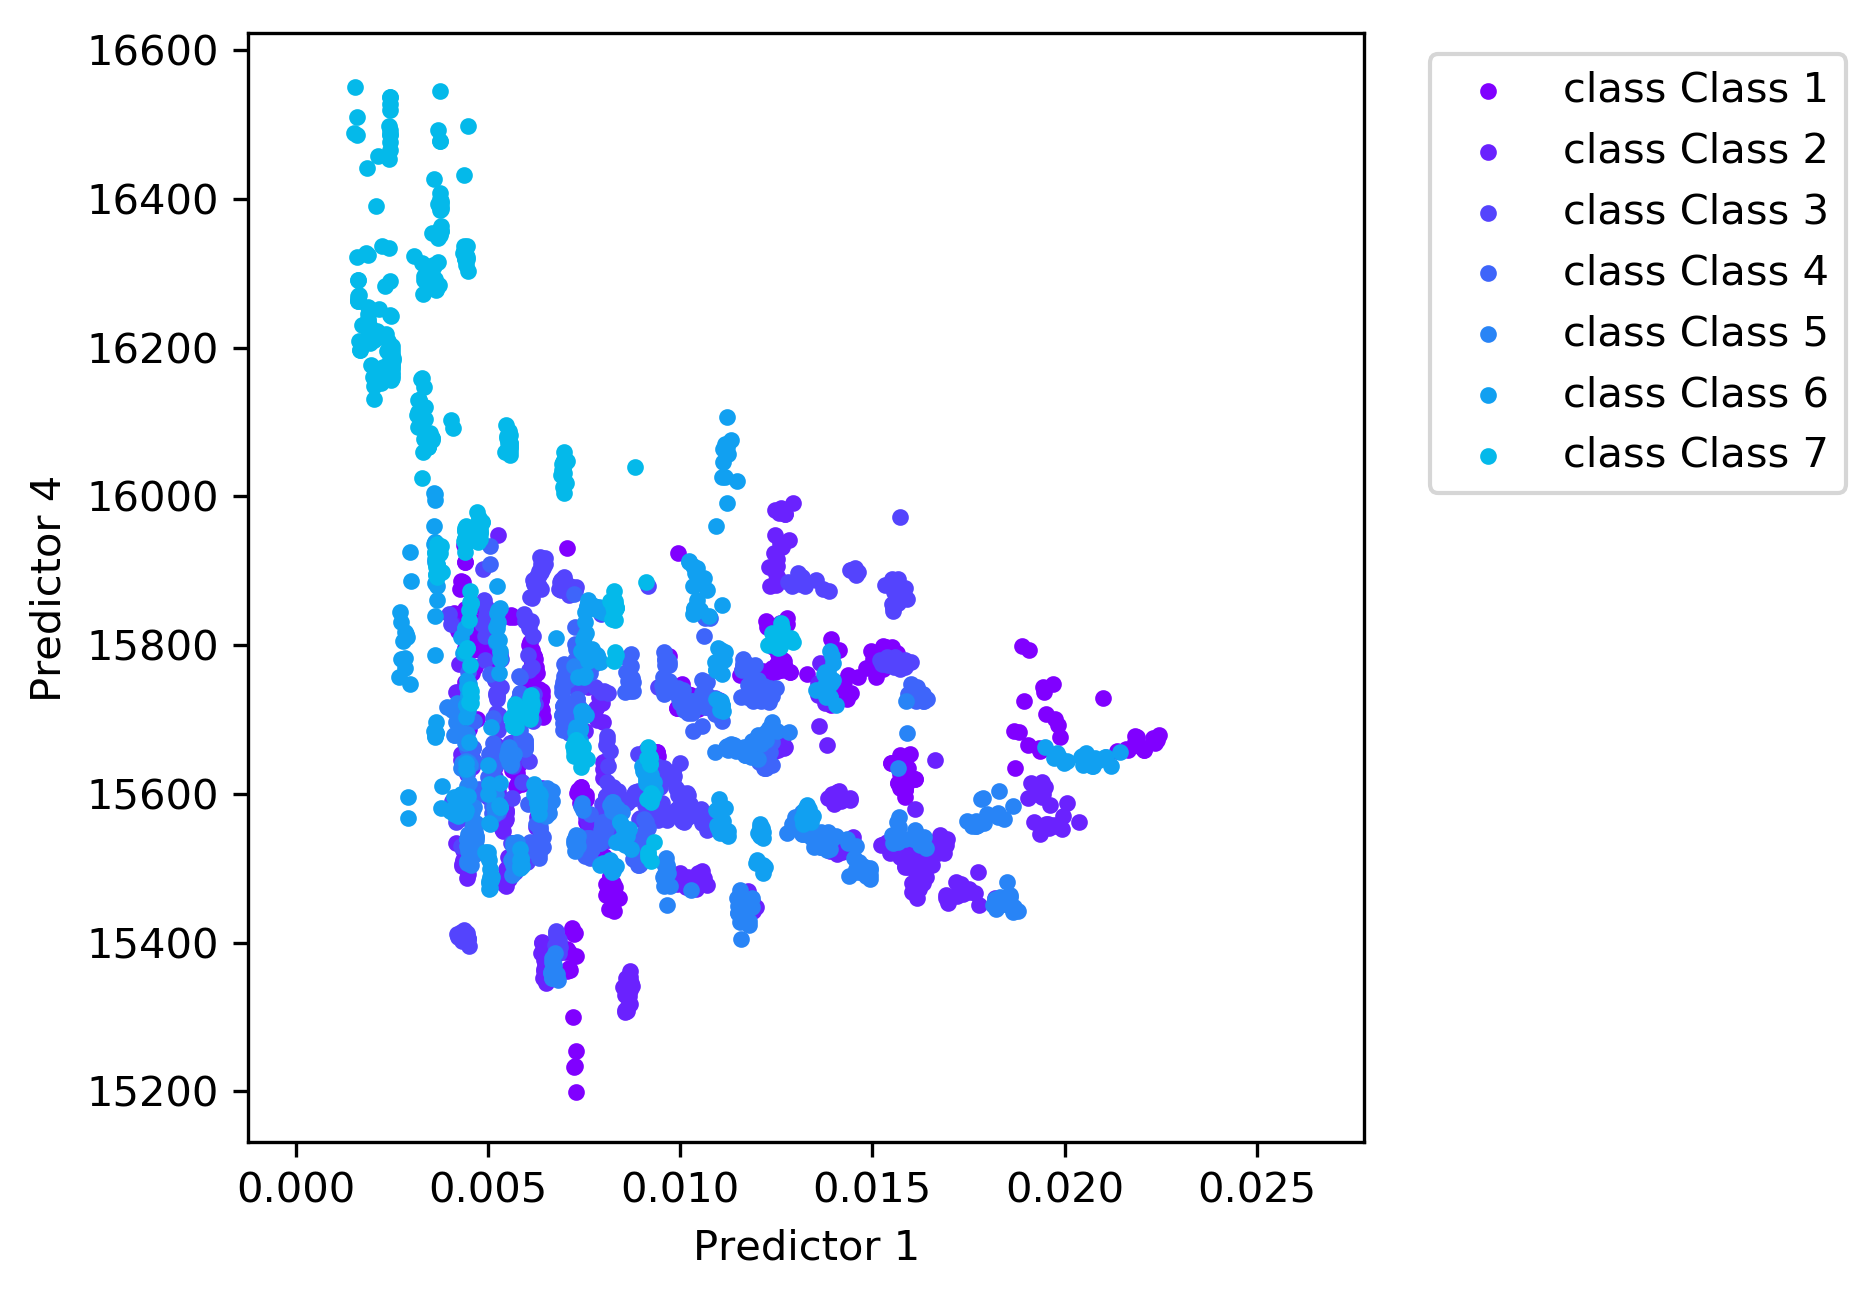 16600
16400
16200
16000
15800
15600
15400
15200
Predictor 4
0.000 0.005 0.010 0.015 0.020 0.025
Predictor 1
class Class 1
class Class 2
class Class 3
class Class 4
class Class 5
class Class 6
class Class 7